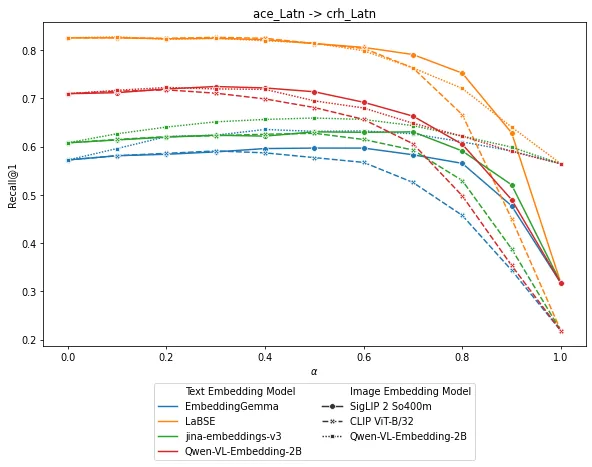 ace_Latn -> crh_Latn
Recall@1
0.8
0.7
0.6
0.5
0.4
0.3
0.2
0.0 0.2 0.4 0.6 0.8 1.0
α
Text Embedding Model Image Embedding Model
EmbeddingGemma SigLIP 2 So400m
LaBSE CLIP ViT-B/32
jina-embeddings-v3 Qwen-VL-Embedding-2B
Qwen-VL-Embedding-2B